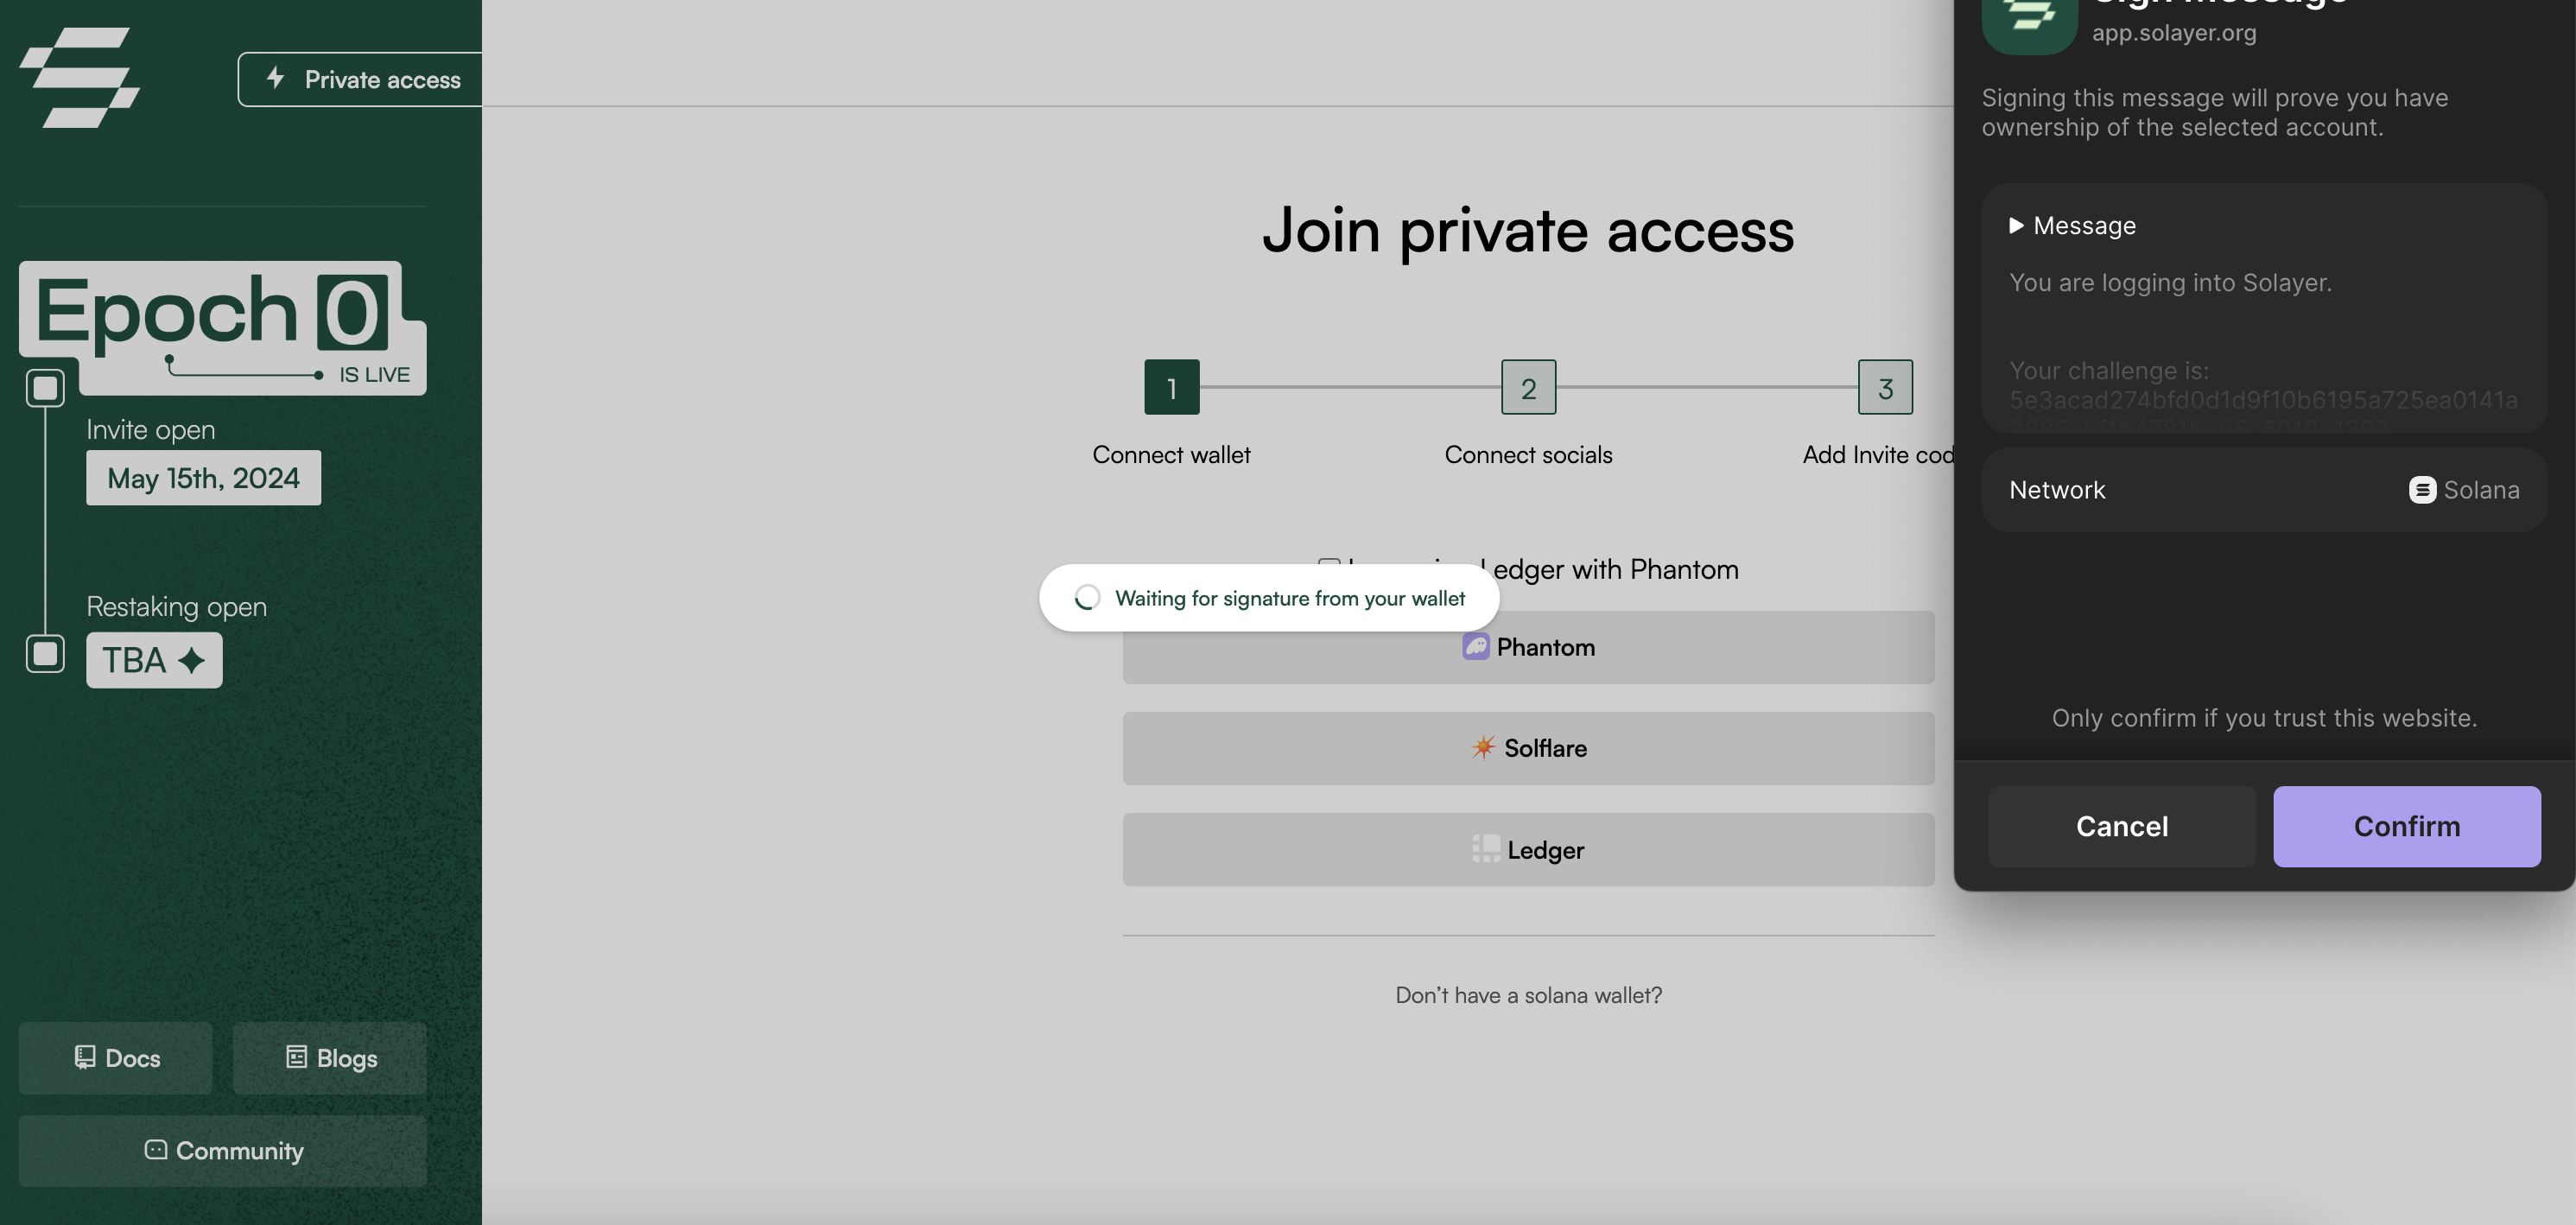 Private access
Epoch 0
IS LIVE
Invite open
May 15th, 2024
Restaking open
TBA
Docs
Blogs
Community
Join private access
1
2
3
Connect wallet
Connect socials
Add Invite cod
Ledger with Phantom
Waiting for signature from your wallet
Phantom
Solflare
Ledger
Don't have a solana wallet?
Sign Message
app.solayer.org
Signing this message will prove you have
ownership of the selected account.
Message
You are logging into Solayer.
Your challenge is:
5e3acad274bfd0d1d9f10b6195a725ea0141a
Network
Solana
Only confirm if you trust this website.
Cancel
Confirm